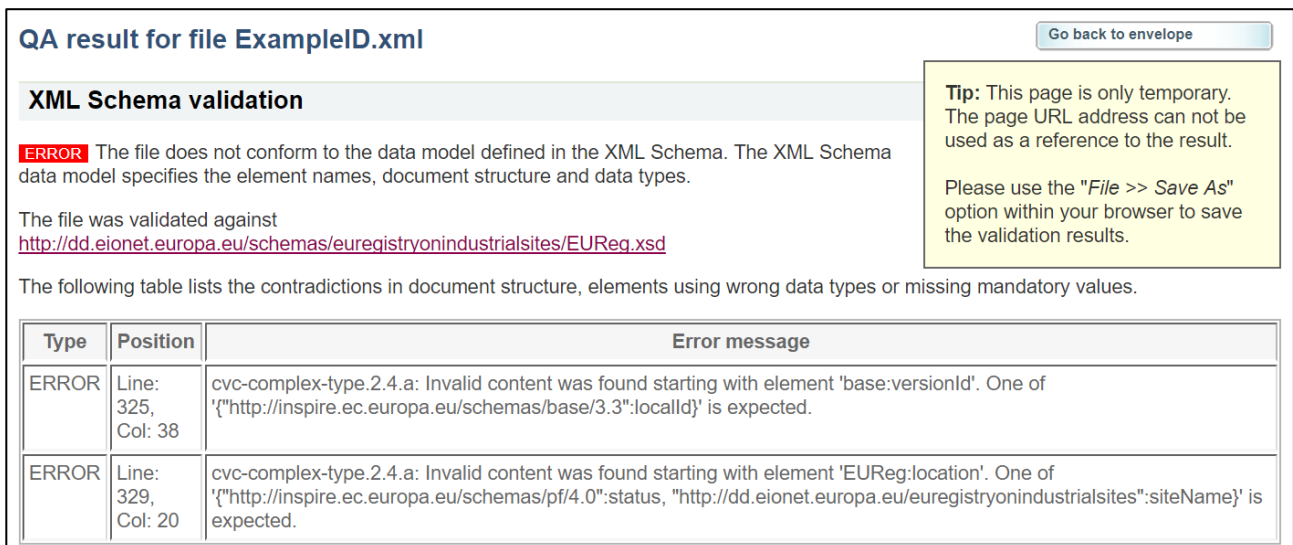 QA result for file ExampleID.xml
Go back to envelope
XML Schema validation
Tip: This page is only temporary.
The page URL address can not be
used as a reference to the result.
Please use the "File >> Save As"
option within your browser to save
the validation results.
ERROR The file does not conform to the data model defined in the XML Schema. The XML Schema
data model specifies the element names, document structure and data types.
The file was validated against
http://dd.eionet.europa.eu/schemas/euregistryonindustrialsites/EUReg.xsd
The following table lists the contradictions in document structure, elements using wrong data types or missing mandatory values.
Type Position Error message
ERROR Line: cvc-complex-type.2.4.a: Invalid content was found starting with element 'base:versionId'. One of
325, '{"http://inspire.ec.europa.eu/schemas/base/3.3":localId}' is expected.
Col: 38
ERROR Line: cvc-complex-type.2.4.a: Invalid content was found starting with element 'EUReg:location'. One of
329, '{"http://inspire.ec.europa.eu/schemas/pf/4.0":status, "http://dd.eionet.europa.eu/euregistryonindustrialsites":siteName}' is
Col: 20 expected.